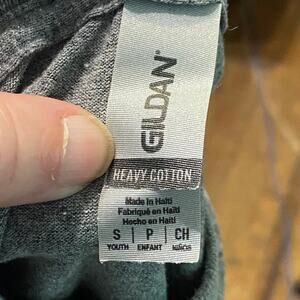 GILDAN®
HEAVY COTTON
Made in Haiti
Fabriqué en Haïti
Hecho en Haití
S P CH
YOUTH ENFANT NIÑOS